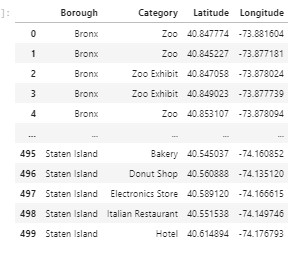 ]:
Borough Category Latitude Longitude
0 Bronx Zoo 40.847774 -73.881604
1 Bronx Zoo 40.845227 -73.877181
2 Bronx Zoo Exhibit 40.847058 -73.878024
3 Bronx Zoo Exhibit 40.849023 -73.877739
4 Bronx Zoo 40.853107 -73.878094
... ... ... ... ...
495 Staten Island Bakery 40.545037 -74.160852
496 Staten Island Donut Shop 40.560888 -74.135120
497 Staten Island Electronics Store 40.589120 -74.166615
498 Staten Island Italian Restaurant 40.551538 -74.149746
499 Staten Island Hotel 40.614894 -74.176793